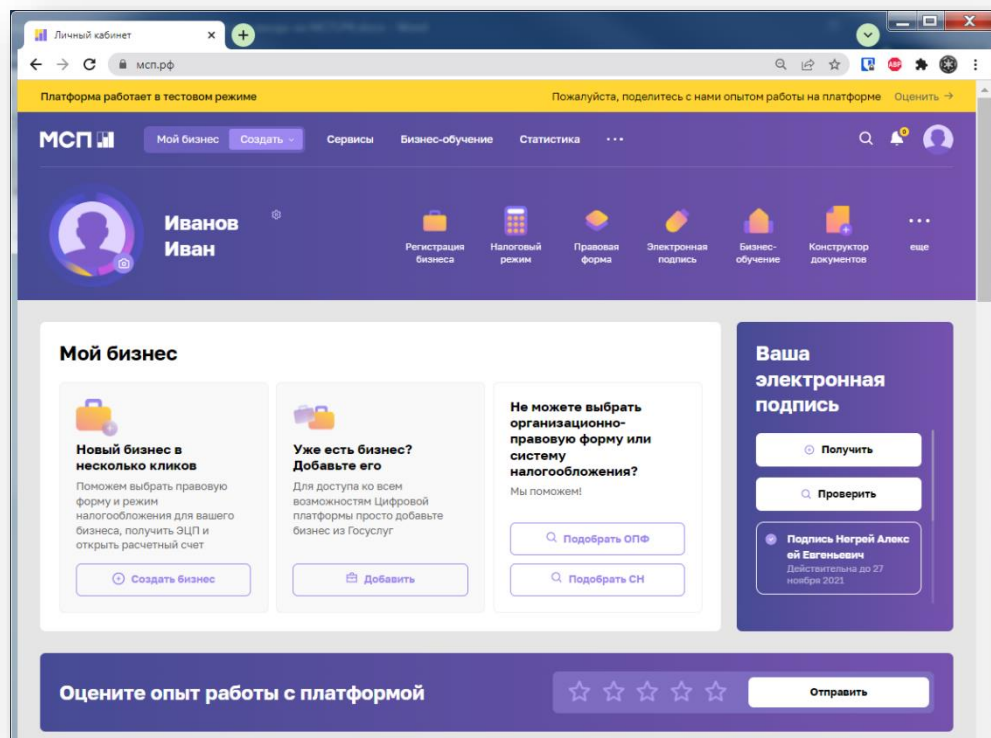 Личный кабинет
мсп.рф
Платформа работает в тестовом режиме
Пожалуйста, поделитесь с нами опытом работы на платформе Оценить →
МСП
Мой бизнес Создать
Сервисы
Бизнес-обучение
Статистика
0
Иванов
Иван
Регистрация
бизнеса
Налоговый
режим
Правовая
форма
Электронная
подпись
Бизнес-
обучение
Конструктор
документов
еще
Мой бизнес
Новый бизнес в
несколько кликов
Поможем выбрать правовую
форму и режим
налогообложения для вашего
бизнеса, получить ЭЦП и
открыть расчетный счет
Создать бизнес
Уже есть бизнес?
Добавьте его
Для доступа ко всем
возможностям Цифровой
платформы просто добавьте
бизнес из Госуслуг
Добавить
Не можете выбрать
организационно-
правовую форму или
систему
налогообложения?
Мы поможем!
Подобрать ОПФ
Подобрать СН
Ваша
электронная
подпись
Получить
Проверить
Подпись Негрей Алекс
ей Евгеньевич
Действительна до 27
ноября 2021
Оцените опыт работы с платформой
Отправить